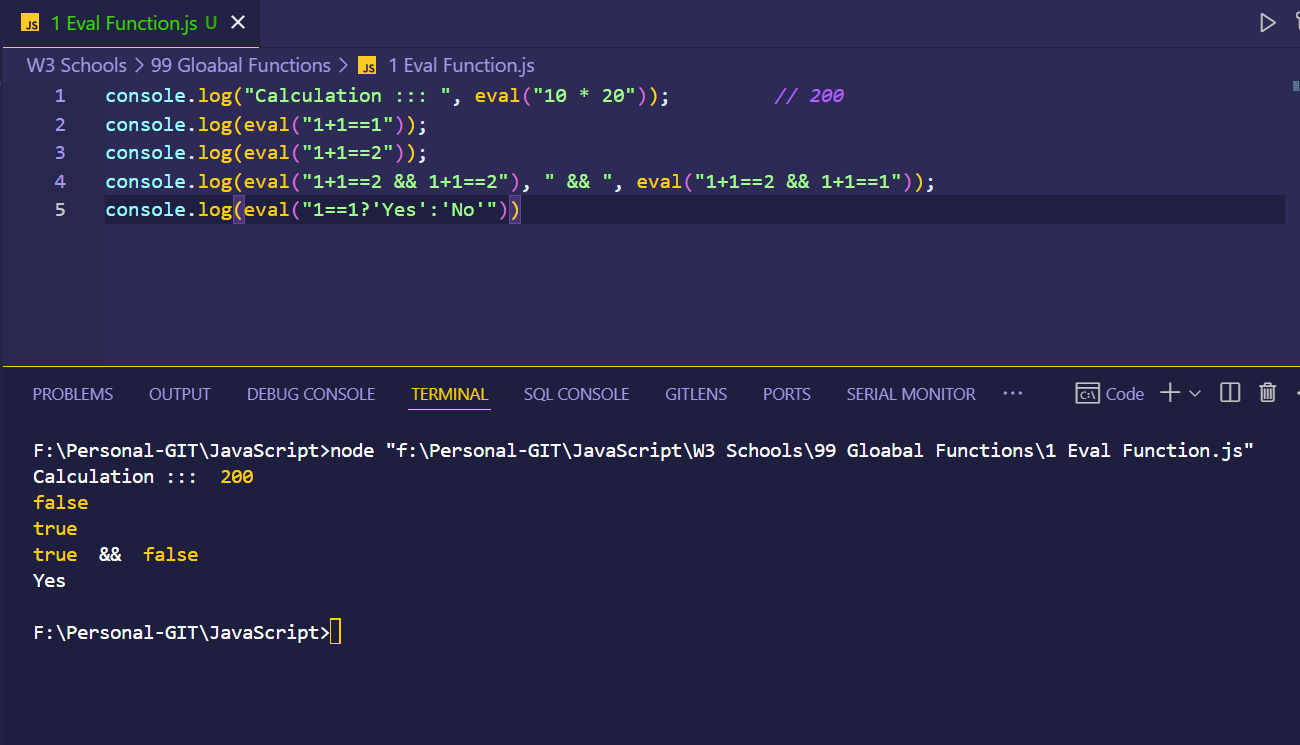 JS 1 Eval Function.js U
W3 Schools > 99 Gloabal Functions > JS 1 Eval Function.js
1 console.log("Calculation ::: ", eval("10 * 20")); // 200
2 console.log(eval("1+1==1"));
3 console.log(eval("1+1==2"));
4 console.log(eval("1+1==2 && 1+1==2"), " && ", eval("1+1==2 && 1+1==1"));
5 console.log(eval("1==1?'Yes':'No'"))
PROBLEMS OUTPUT DEBUG CONSOLE TERMINAL SQL CONSOLE GITLENS PORTS SERIAL MONITOR ··· Code
F:\Personal-GIT\JavaScript>node "f:\Personal-GIT\JavaScript\W3 Schools\99 Gloabal Functions\1 Eval Function.js"
Calculation :::  200
false
true
true  &&  false
Yes
F:\Personal-GIT\JavaScript>